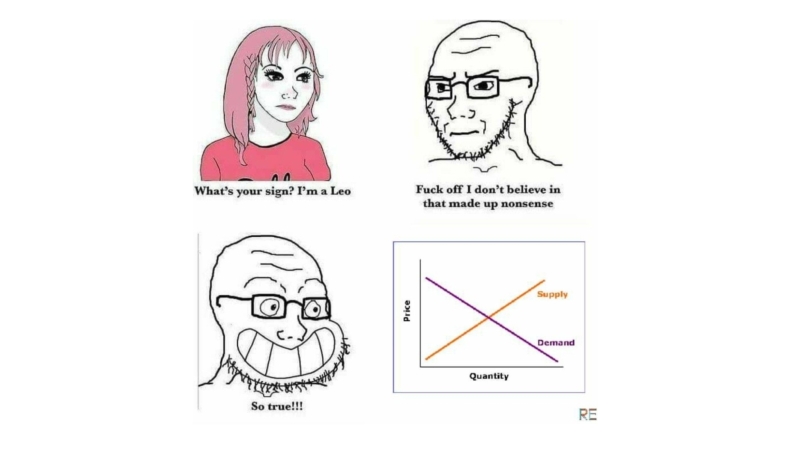 What's your sign? I'm a Leo
Fuck off I don't believe in
that made up nonsense
So true!!!
Price
Supply
Demand
Quantity
RE